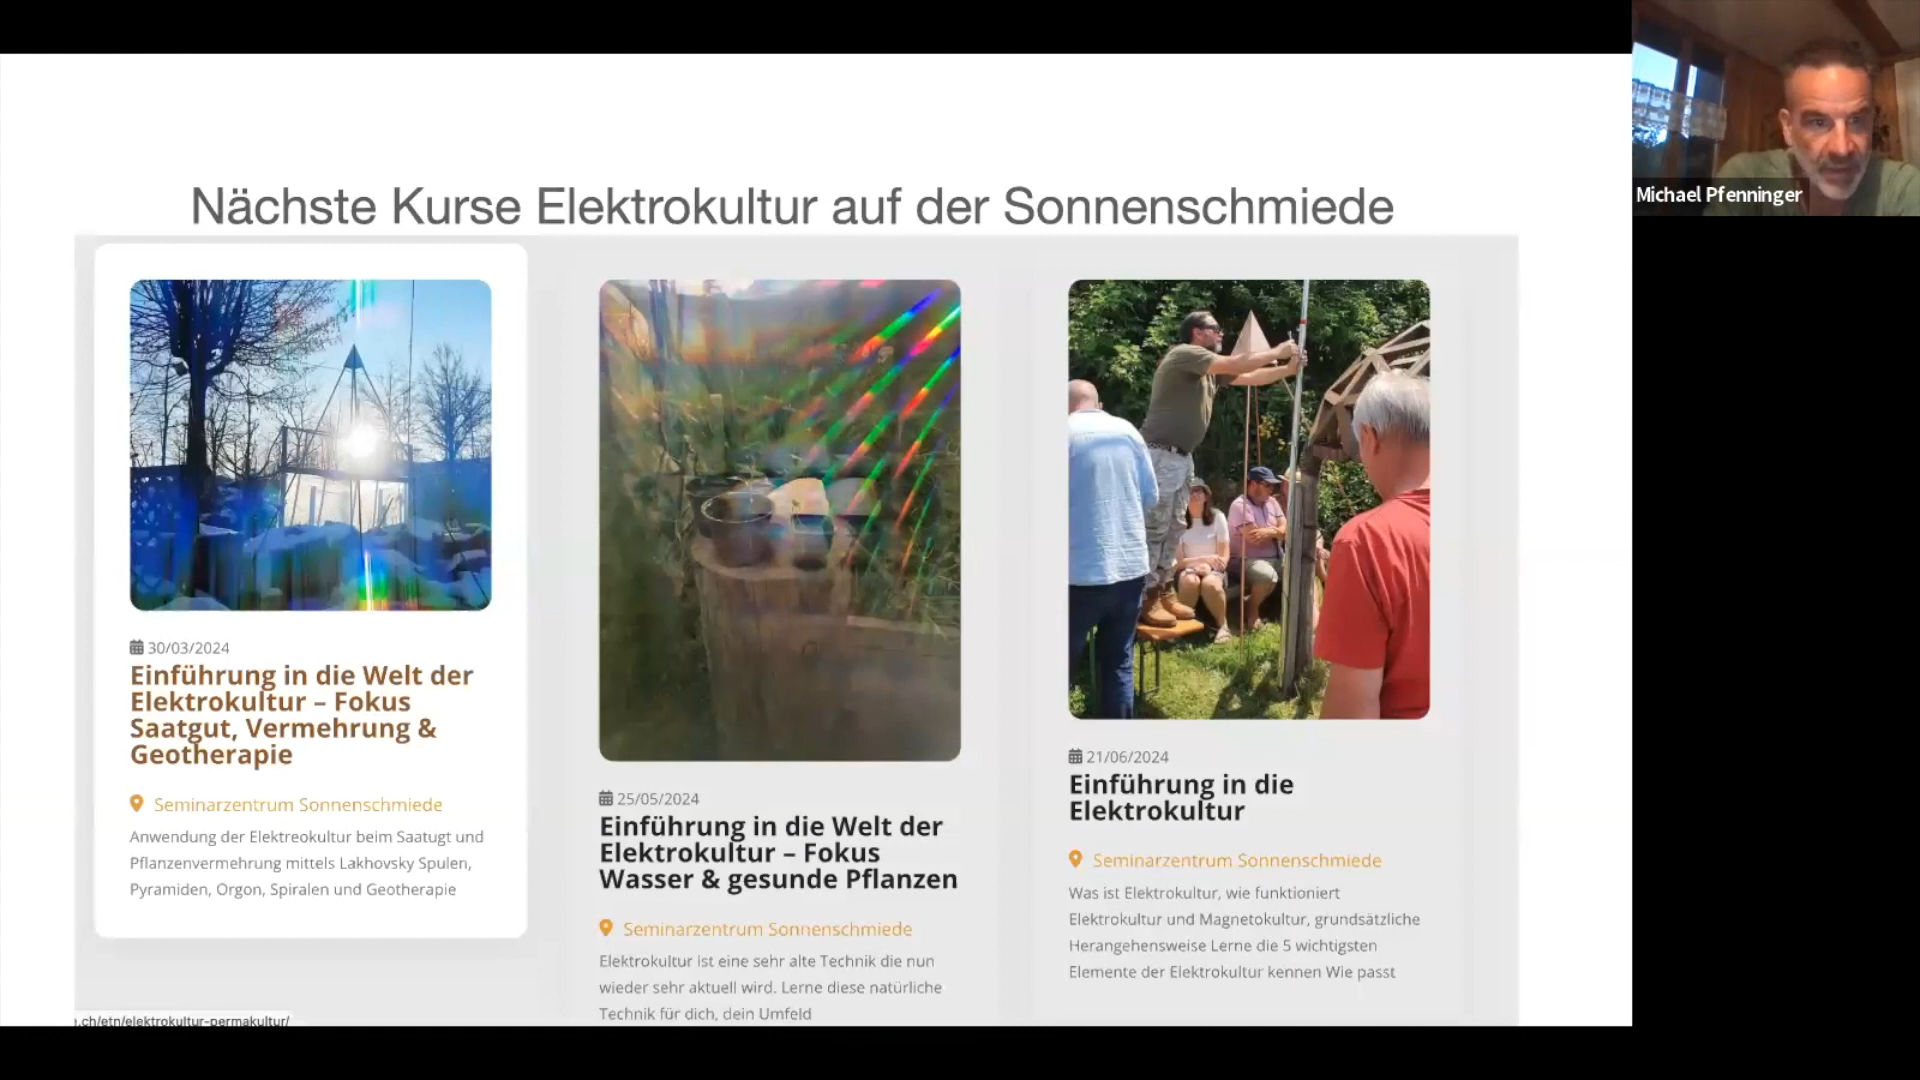 Nächste Kurse Elektrokultur auf der Sonnenschmiede
30/03/2024
Einführung in die Welt der
Elektrokultur – Fokus
Saatgut, Vermehrung &
Geotherapie
Seminarzentrum Sonnenschmiede
Anwendung der Elektreokultur beim Saatugt und
Pflanzenvermehrung mittels Lakhovsky Spulen,
Pyramiden, Orgon, Spiralen und Geotherapie
25/05/2024
Einführung in die Welt der
Elektrokultur – Fokus
Wasser & gesunde Pflanzen
Seminarzentrum Sonnenschmiede
Elektrokultur ist eine sehr alte Technik die nun
wieder sehr aktuell wird. Lerne diese natürliche
Technik für dich, dein Umfeld
21/06/2024
Einführung in die
Elektrokultur
Seminarzentrum Sonnenschmiede
Was ist Elektrokultur, wie funktioniert
Elektrokultur und Magnetokultur, grundsätzliche
Herangehensweise Lerne die 5 wichtigsten
Elemente der Elektrokultur kennen Wie passt
.ch/etn/elektrokultur-permakultur/
Michael Pfenninger